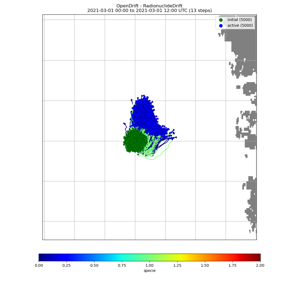 OpenDrift - RadionuclideDrift
2021-03-01 00:00 to 2021-03-01 12:00 UTC (13 steps)
initial (5000)
active (5000)
0.00 0.25 0.50 0.75 1.00 1.25 1.50 1.75 2.00
specie